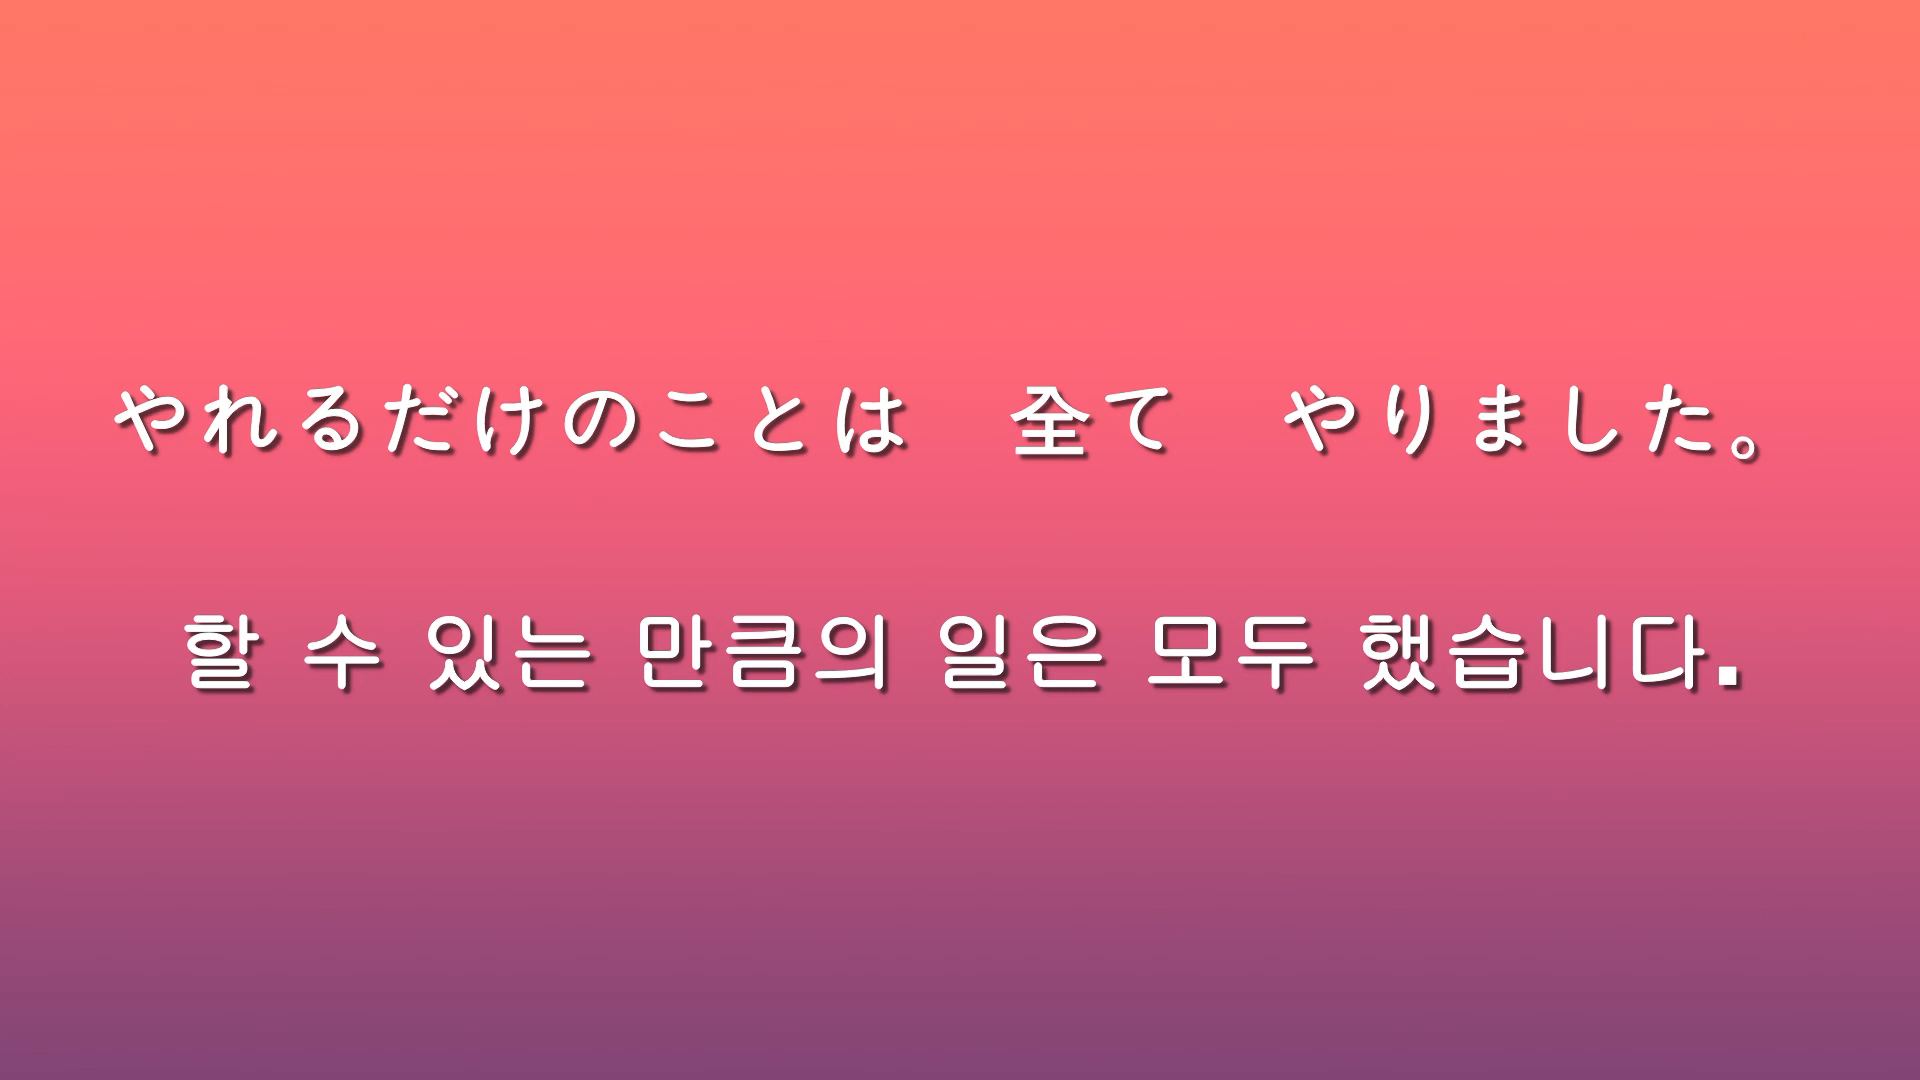 やれるだけのことは　全て　やりました。
할 수 있는 만큼의 일은 모두 했습니다.